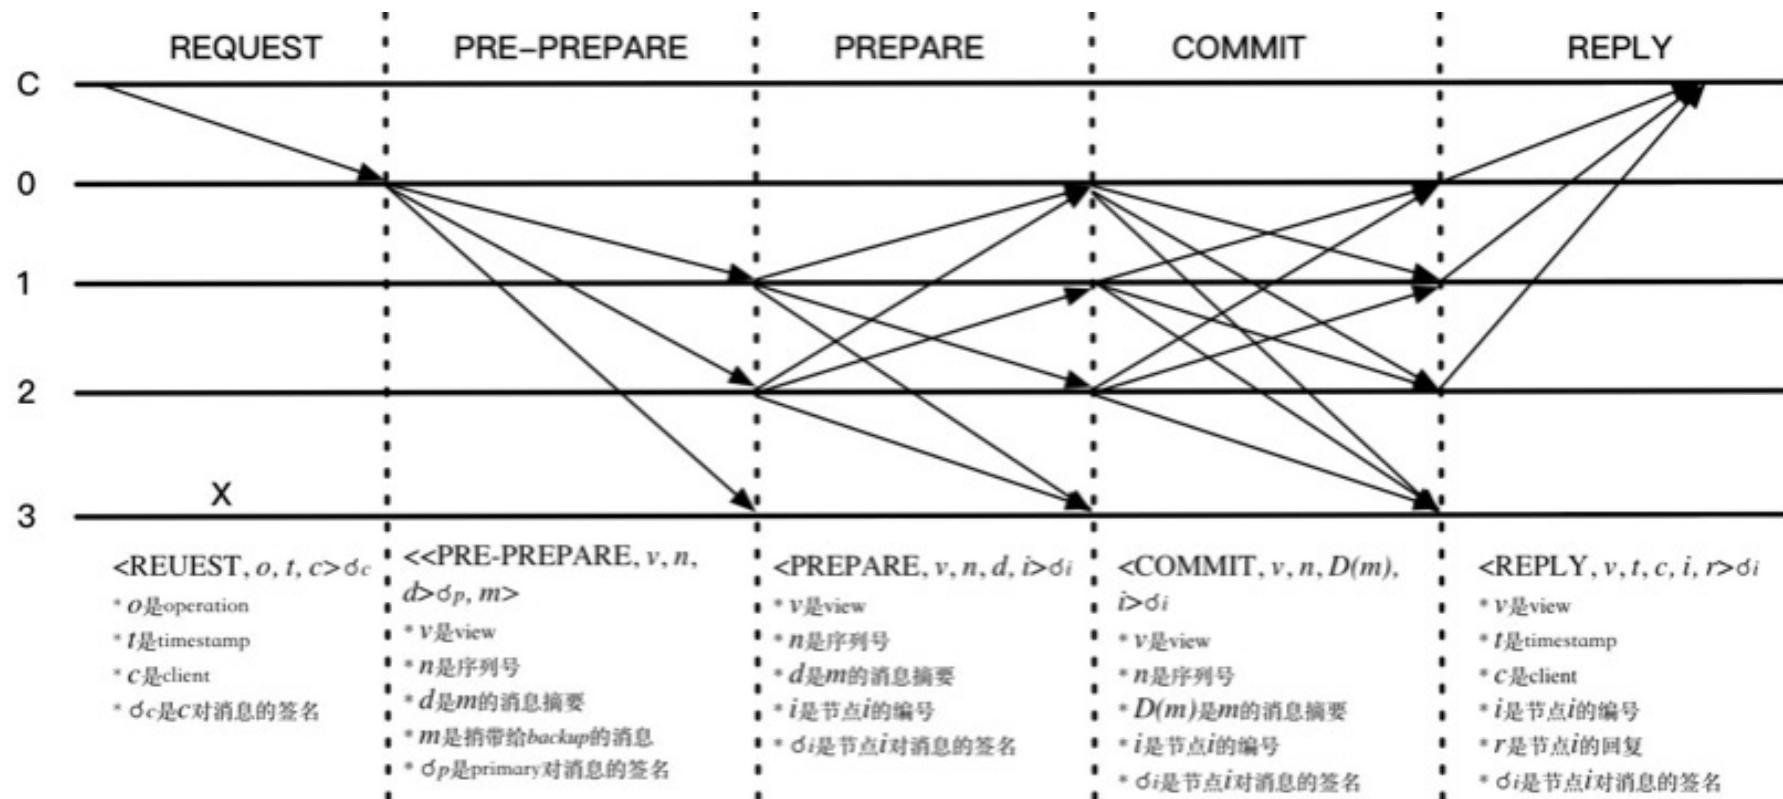 REQUEST
PRE–PREPARE
PREPARE
COMMIT
REPLY
C
0
1
2
3
X
<REUEST, o, t, c>σc
* o是operation
* t是timestamp
* c是client
* σc是c对消息的签名
<<PRE-PREPARE, v, n,
d>σp, m>
* v是view
* n是序列号
* d是m的消息摘要
* m是捎带给backup的消息
* σp是primary对消息的签名
<PREPARE, v, n, d, i>σi
* v是view
* n是序列号
* d是m的消息摘要
* i是节点i的编号
* σi是节点i对消息的签名
<COMMIT, v, n, D(m),
i>σi
* v是view
* n是序列号
* D(m)是m的消息摘要
* i是节点i的编号
* σi是节点i对消息的签名
<REPLY, v, t, c, i, r>σi
* v是view
* t是timestamp
* c是client
* i是节点i的编号
* r是节点i的回复
* σi是节点i对消息的签名